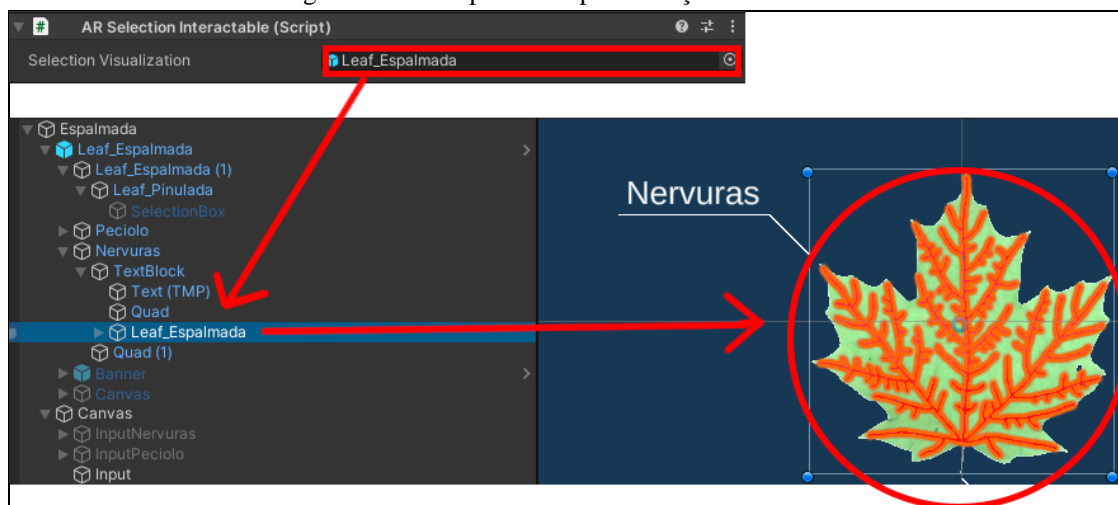 AR Selection Interactable (Script)
Selection Visualization
Leaf_Espalmada
Espalmada
Leaf_Espalmada
Leaf_Espalmada (1)
Leaf_Pinulada
SelectionBox
Peciolo
Nervuras
TextBlock
Text (TMP)
Quad
Leaf_Espalmada
Quad (1)
Banner
Canvas
Canvas
InputNervuras
InputPeciolo
Input
Nervuras